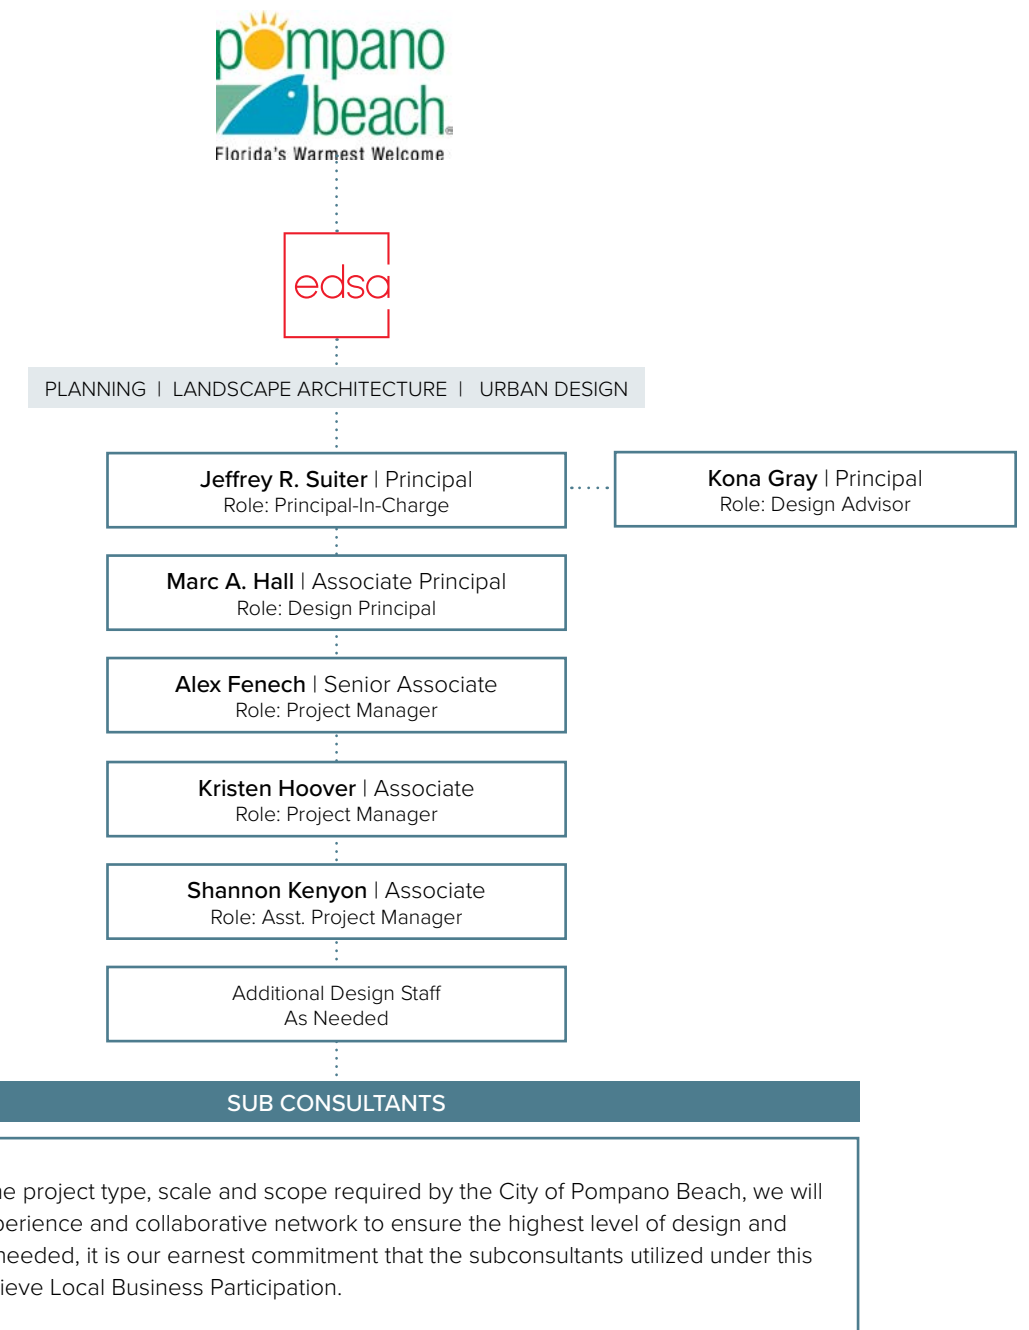 pompano
beach®
Florida's Warmest Welcome
edsa
PLANNING | LANDSCAPE ARCHITECTURE | URBAN DESIGN
Jeffrey R. Suiter | Principal
Role: Principal-In-Charge
Kona Gray | Principal
Role: Design Advisor
Marc A. Hall | Associate Principal
Role: Design Principal
Alex Fenech | Senior Associate
Role: Project Manager
Kristen Hoover | Associate
Role: Project Manager
Shannon Kenyon | Associate
Role: Asst. Project Manager
Additional Design Staff
As Needed
SUB CONSULTANTS
project type, scale and scope required by the City of Pompano Beach, we will
and collaborative network to ensure the highest level of design and
needed, it is our earnest commitment that the subconsultants utilized under this
Local Business Participation.